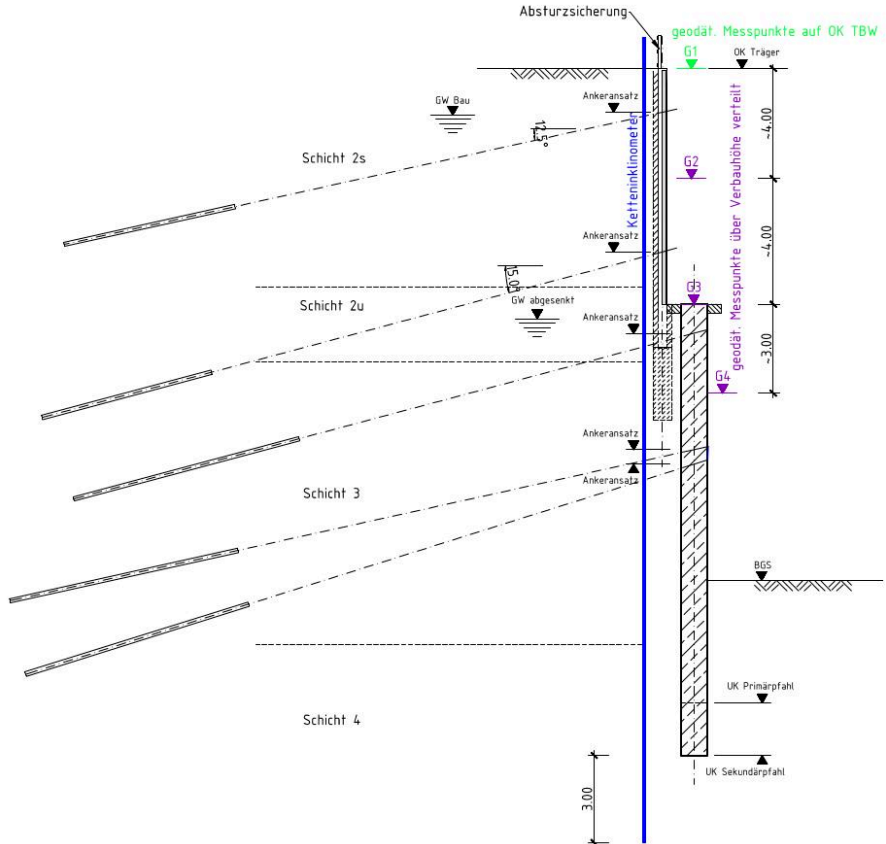 Absturzsicherung
geodät. Messpunkte auf OK TBW
G1
OK Träger
GW Bau
Ankeransatz
12.5°
Schicht 2s
Ketteninklinometer
G2
geodät. Messpunkte über Verbauhöhe verteilt
~4.00
~4.00
~3.00
Ankeransatz
15.0°
Schicht 2u
GW abgesenkt
G3
Ankeransatz
G4
Ankeransatz
Ankeransatz
Schicht 3
BGS
UK Primärpfahl
Schicht 4
UK Sekundärpfahl
3.00